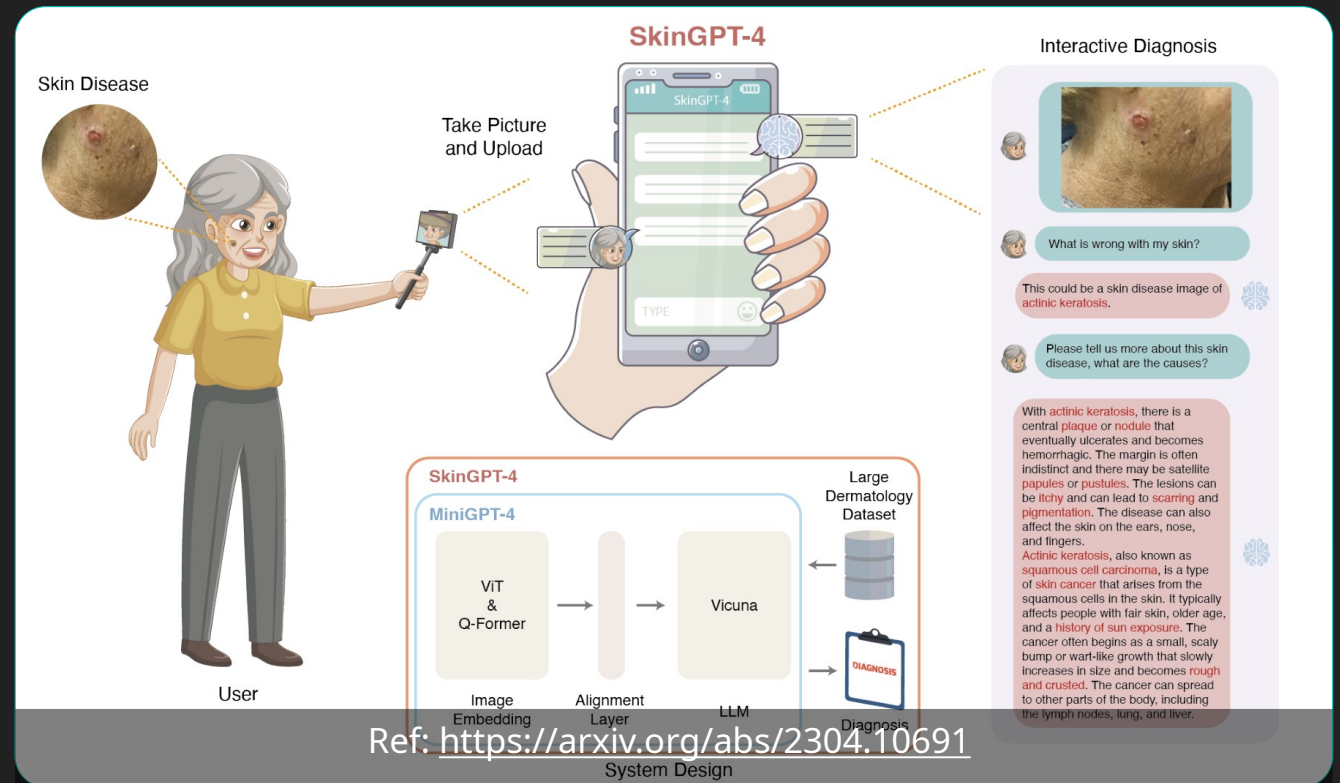 SkinGPT-4
Skin Disease
Take Picture
and Upload
SkinGPT-4
TYPE
User
Interactive Diagnosis
What is wrong with my skin?
This could be a skin disease image of
actinic keratosis.
Please tell us more about this skin
disease, what are the causes?
With actinic keratosis, there is a
central plaque or nodule that
eventually ulcerates and becomes
hemorrhagic. The margin is often
indistinct and there may be satellite
papules or pustules. The lesions can
be itchy and can lead to scarring and
pigmentation. The disease can also
affect the skin on the ears, nose,
and fingers.
Actinic keratosis, also known as
squamous cell carcinoma, is a type
of skin cancer that arises from the
squamous cells in the skin. It typically
affects people with fair skin, older age,
and a history of sun exposure. The
cancer often begins as a small, scaly
bump or wart-like growth that slowly
increases in size and becomes rough
and crusted. The cancer can spread
to other parts of the body, including
the lymph nodes, lung, and liver.
SkinGPT-4
MiniGPT-4
ViT
&
Q-Former
Vicuna
Image
Embedding
Alignment
Layer
LLM
Large
Dermatology
Dataset
DIAGNOSIS
Diagnosis
Ref: https://arxiv.org/abs/2304.10691
System Design